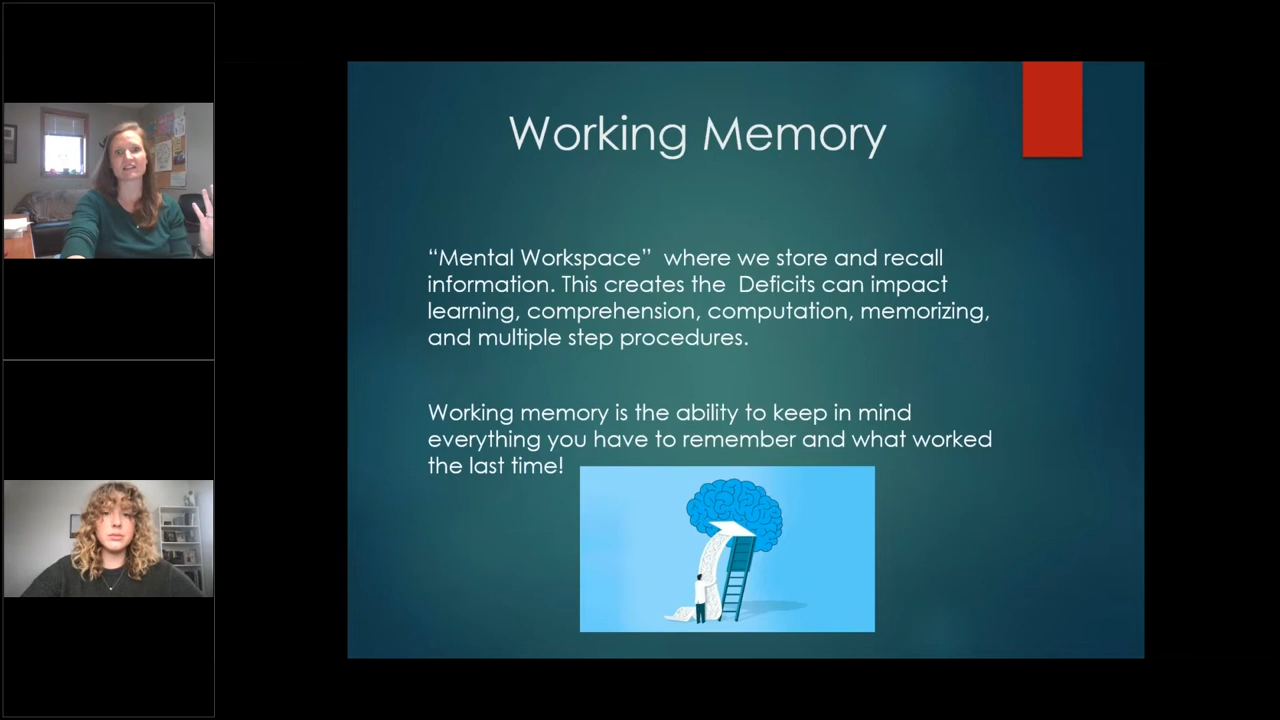 Working Memory
“Mental Workspace”  where we store and recall
information. This creates the  Deficits can impact
learning, comprehension, computation, memorizing,
and multiple step procedures.
Working memory is the ability to keep in mind
everything you have to remember and what worked
the last time!